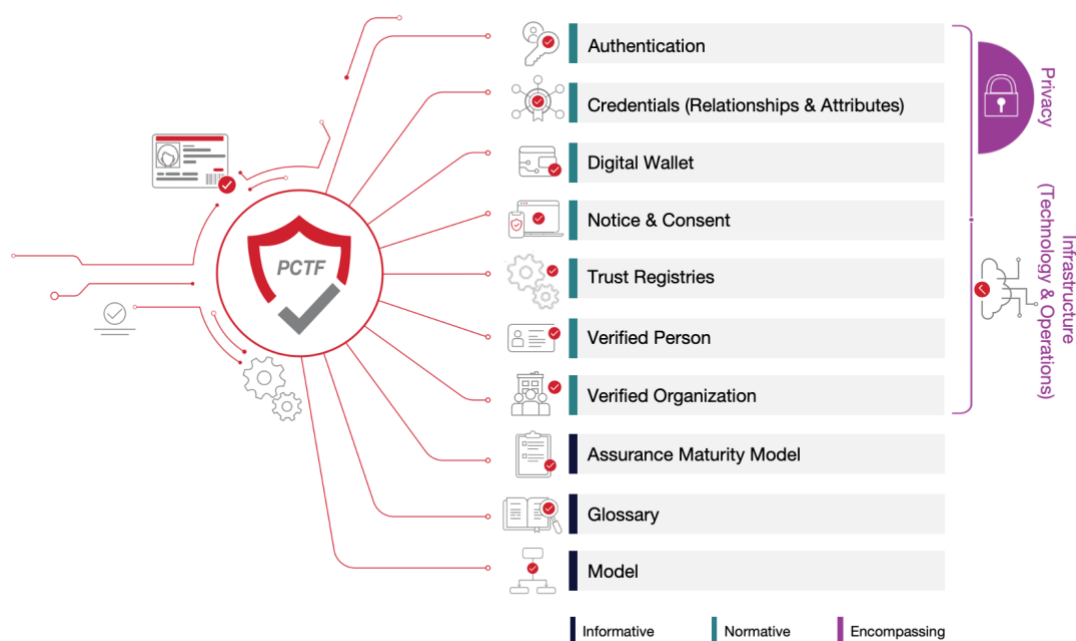 PCTF
Authentication
Credentials (Relationships & Attributes)
Digital Wallet
Notice & Consent
Trust Registries
Verified Person
Verified Organization
Assurance Maturity Model
Glossary
Model
Privacy
Infrastructure
(Technology & Operations)
Informative
Normative
Encompassing